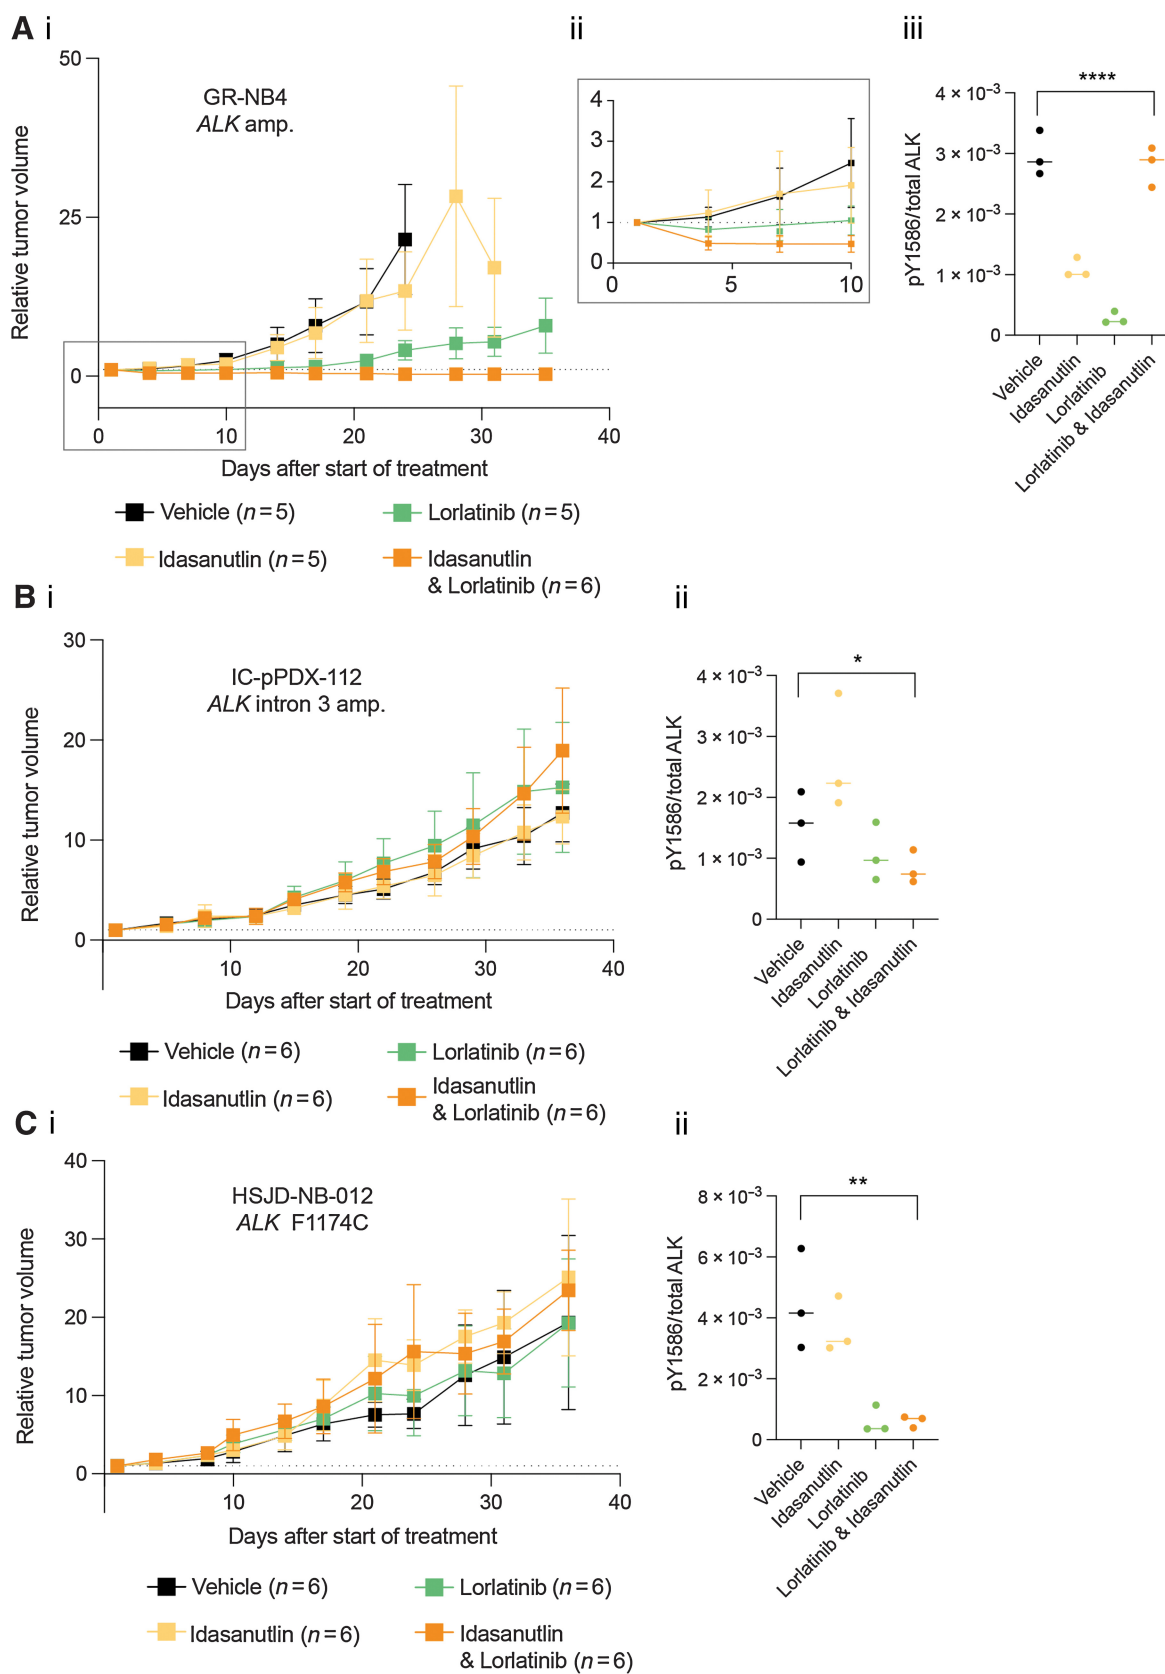 A i
ii
iii
50
25
0
Relative tumor volume
GR-NB4
ALK amp.
0 10 20 30 40
Days after start of treatment
4
3
2
1
0
0 5 10
****
4 × 10⁻³
3 × 10⁻³
2 × 10⁻³
1 × 10⁻³
0
pY1586/total ALK
Vehicle
Idasanutlin
Lorlatinib
Lorlatinib & Idasanutlin
Vehicle (n=5)
Lorlatinib (n=5)
Idasanutlin (n=5)
Idasanutlin
& Lorlatinib (n=6)
B i
ii
30
20
10
0
Relative tumor volume
IC-pPDX-112
ALK intron 3 amp.
10 20 30 40
Days after start of treatment
*
4 × 10⁻³
3 × 10⁻³
2 × 10⁻³
1 × 10⁻³
0
pY1586/total ALK
Vehicle
Idasanutlin
Lorlatinib
Lorlatinib & Idasanutlin
Vehicle (n=6)
Lorlatinib (n=6)
Idasanutlin (n=6)
Idasanutlin
& Lorlatinib (n=6)
C i
ii
40
30
20
10
0
Relative tumor volume
HSJD-NB-012
ALK F1174C
10 20 30 40
Days after start of treatment
**
8 × 10⁻³
6 × 10⁻³
4 × 10⁻³
2 × 10⁻³
0
pY1586/total ALK
Vehicle
Idasanutlin
Lorlatinib
Lorlatinib & Idasanutlin
Vehicle (n=6)
Lorlatinib (n=6)
Idasanutlin (n=6)
Idasanutlin
& Lorlatinib (n=6)